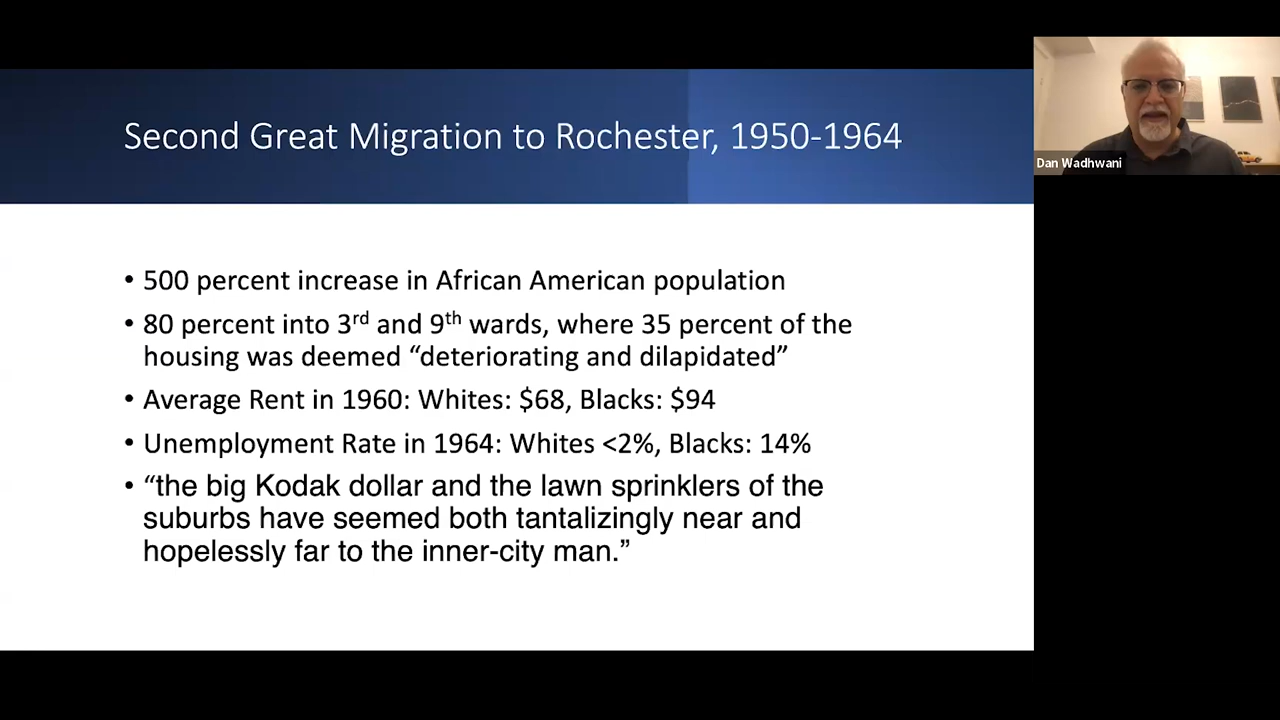 Second Great Migration to Rochester, 1950-1964
Dan Wadhwani
• 500 percent increase in African American population
• 80 percent into 3rd and 9th wards, where 35 percent of the
housing was deemed “deteriorating and dilapidated”
• Average Rent in 1960: Whites: $68, Blacks: $94
• Unemployment Rate in 1964: Whites <2%, Blacks: 14%
• “the big Kodak dollar and the lawn sprinklers of the
suburbs have seemed both tantalizingly near and
hopelessly far to the inner-city man.”